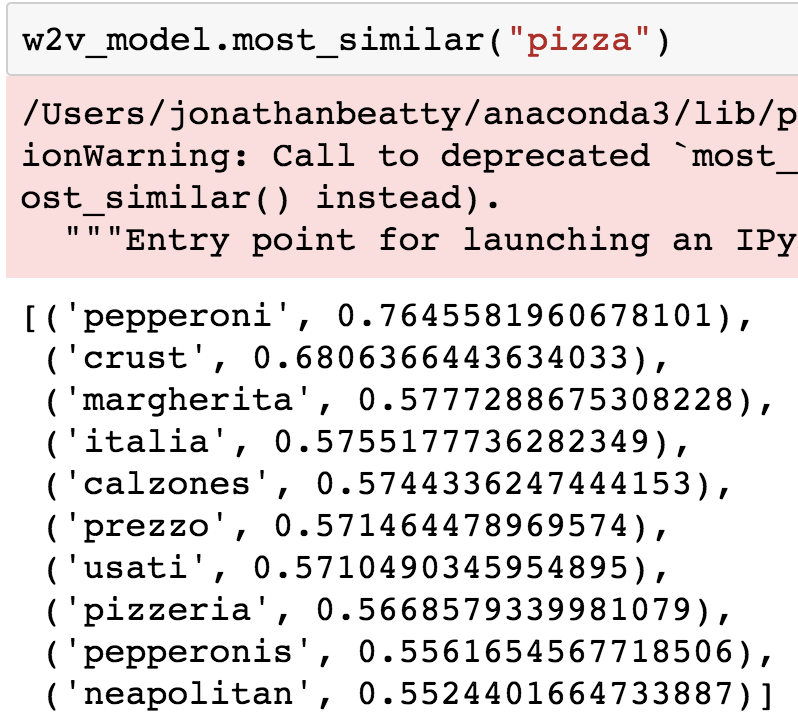 w2v_model.most_similar("pizza")
/Users/jonathanbeatty/anaconda3/lib/p
ionWarning: Call to deprecated `most_
ost_similar() instead).
  """Entry point for launching an IPy
[('pepperoni', 0.7645581960678101),
 ('crust', 0.6806366443634033),
 ('margherita', 0.5777288675308228),
 ('italia', 0.5755177736282349),
 ('calzones', 0.5744336247444153),
 ('prezzo', 0.571464478969574),
 ('usati', 0.5710490345954895),
 ('pizzeria', 0.5668579339981079),
 ('pepperonis', 0.5561654567718506),
 ('neapolitan', 0.5524401664733887)]